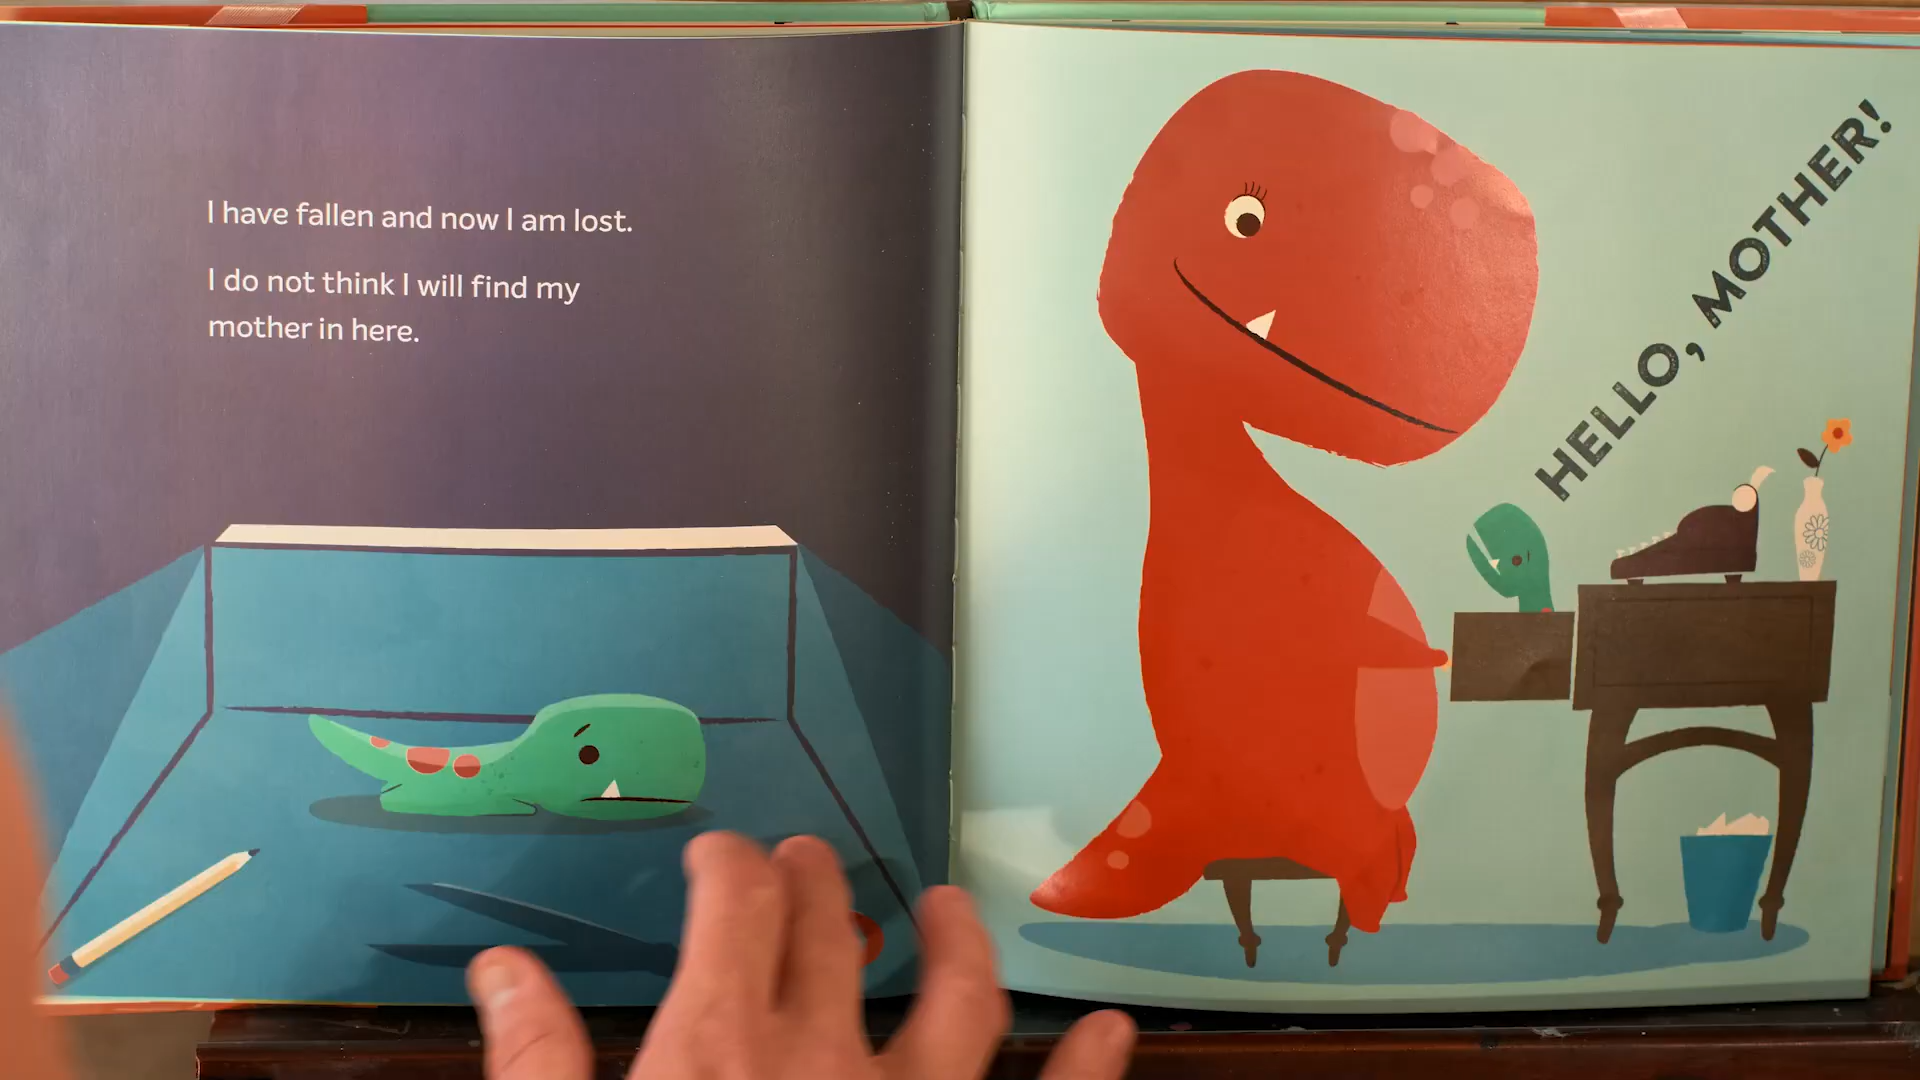 I have fallen and now I am lost.
I do not think I will find my
mother in here.
HELLO, MOTHER!